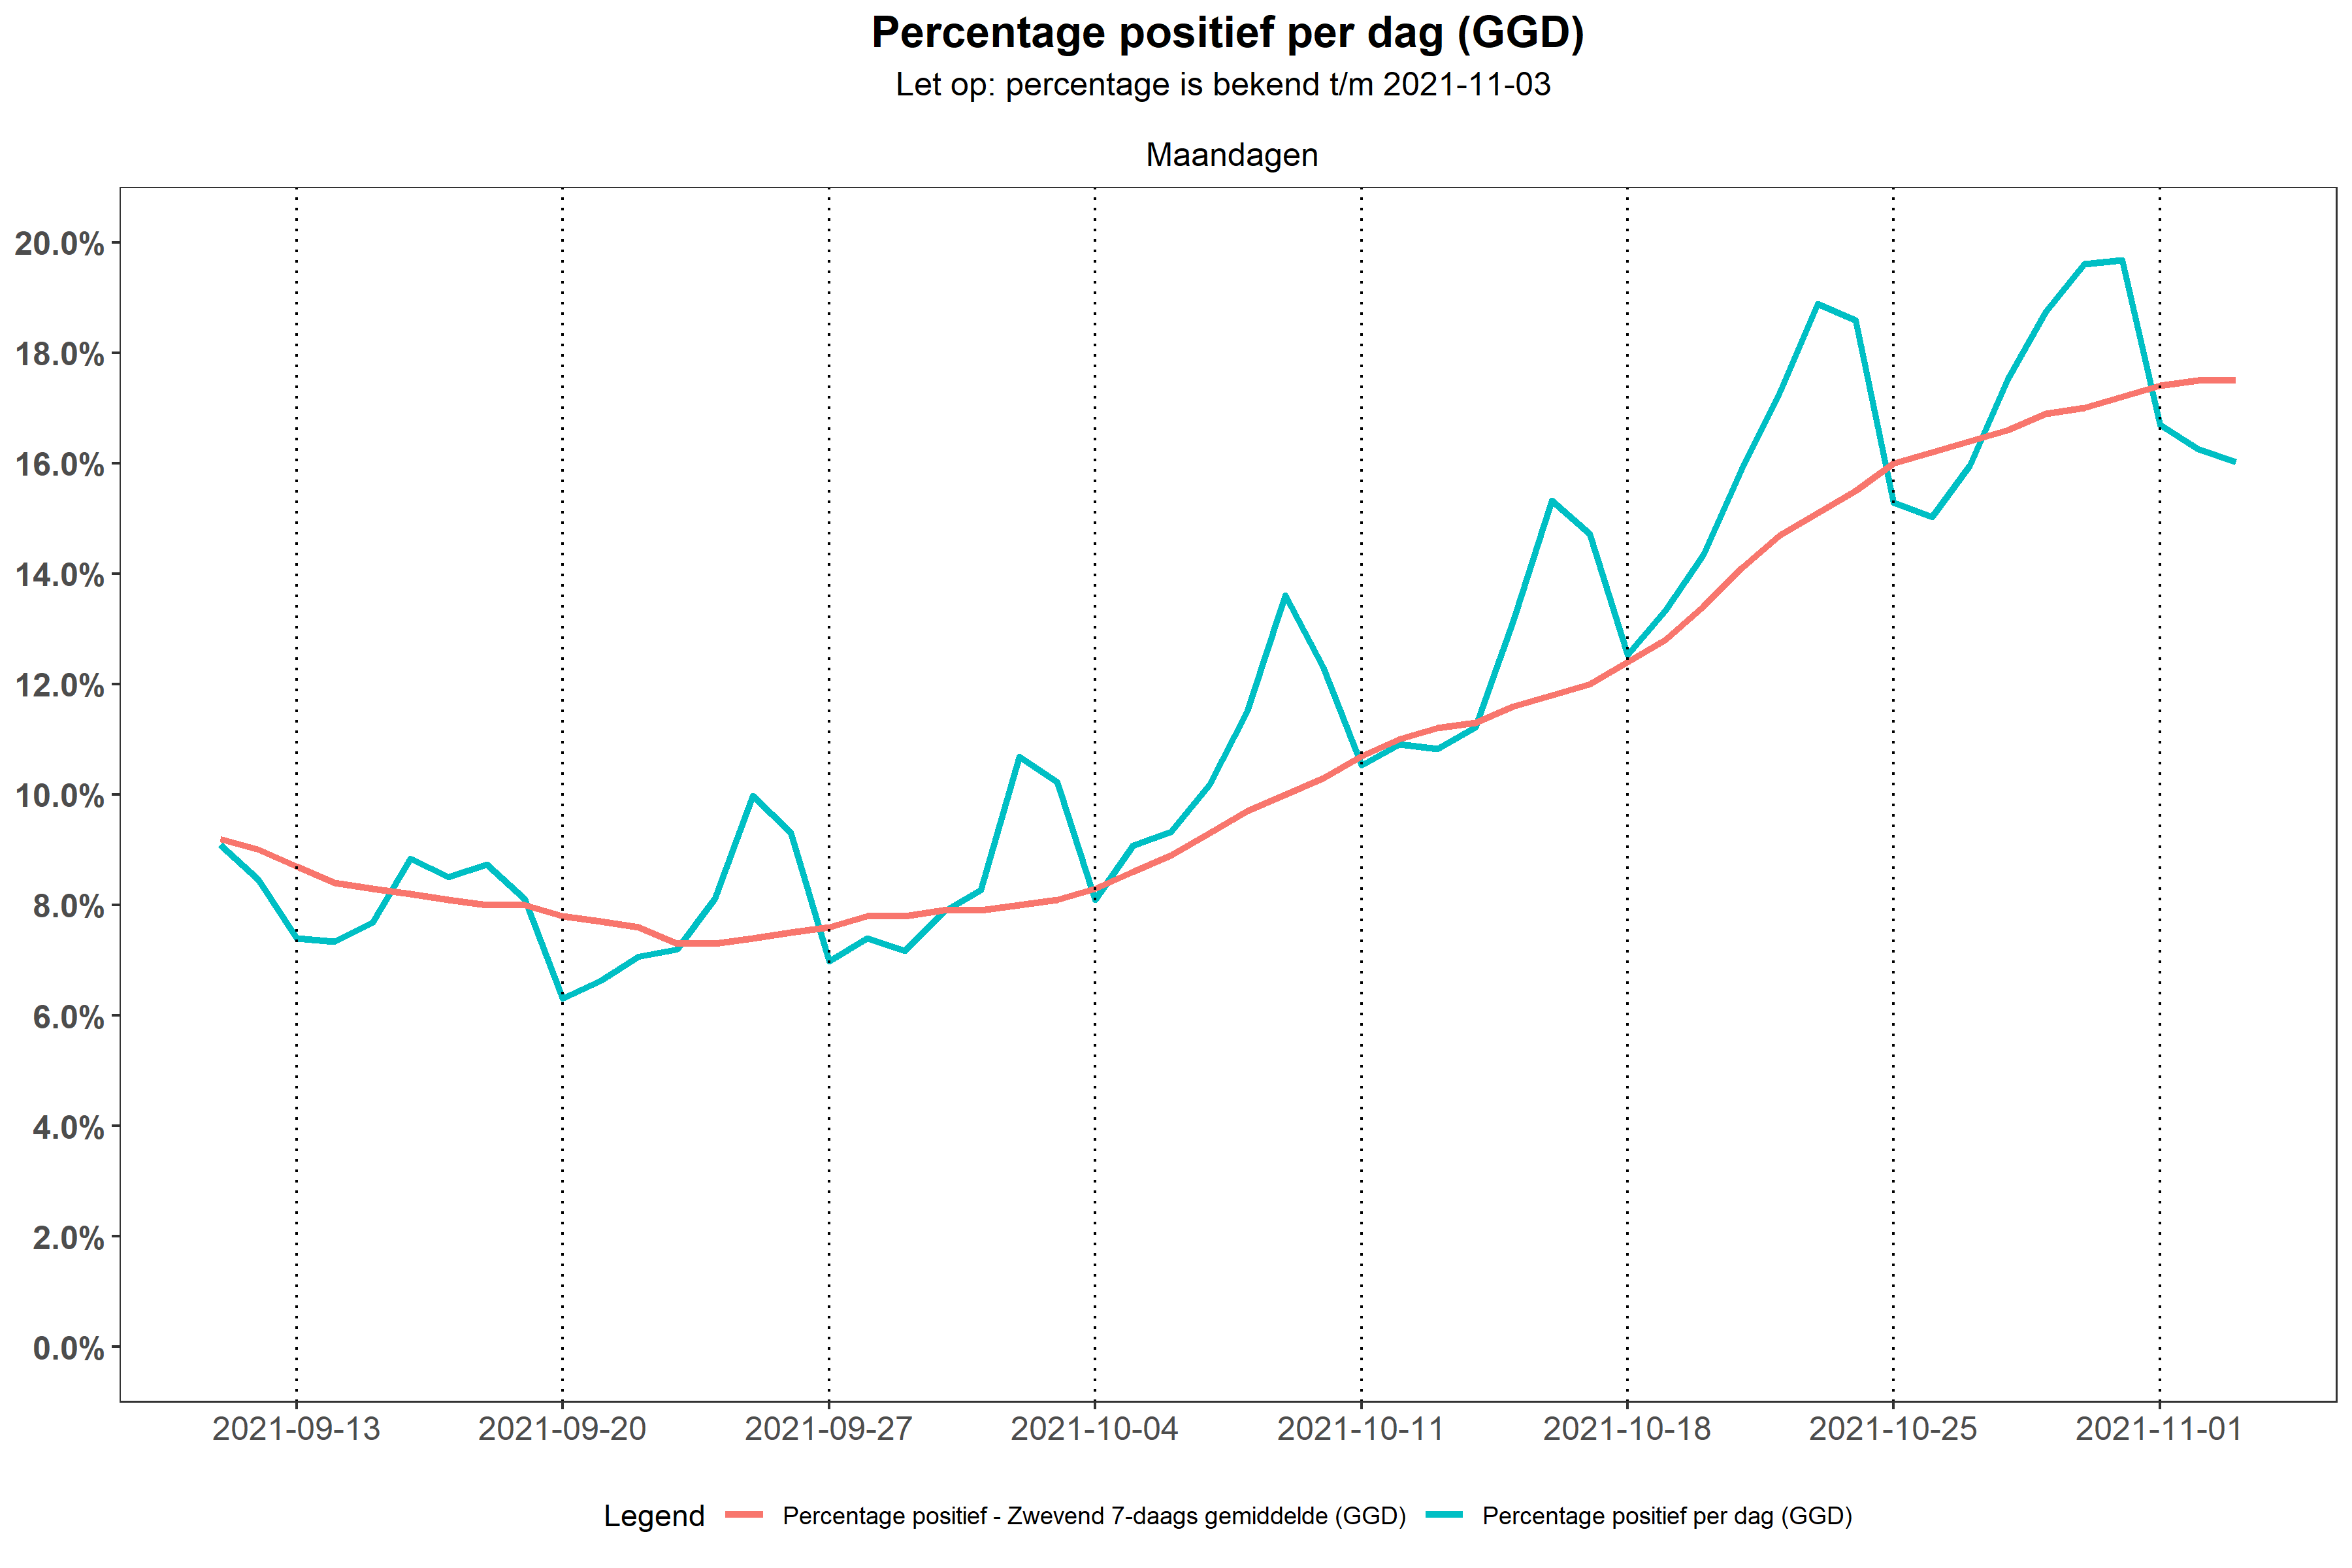 Percentage positief per dag (GGD)
Let op: percentage is bekend t/m 2021-11-03
Maandagen
20.0%
18.0%
16.0%
14.0%
12.0%
10.0%
8.0%
6.0%
4.0%
2.0%
0.0%
2021-09-13 2021-09-20 2021-09-27 2021-10-04 2021-10-11 2021-10-18 2021-10-25 2021-11-01
Legend Percentage positief - Zwevend 7-daags gemiddelde (GGD) Percentage positief per dag (GGD)